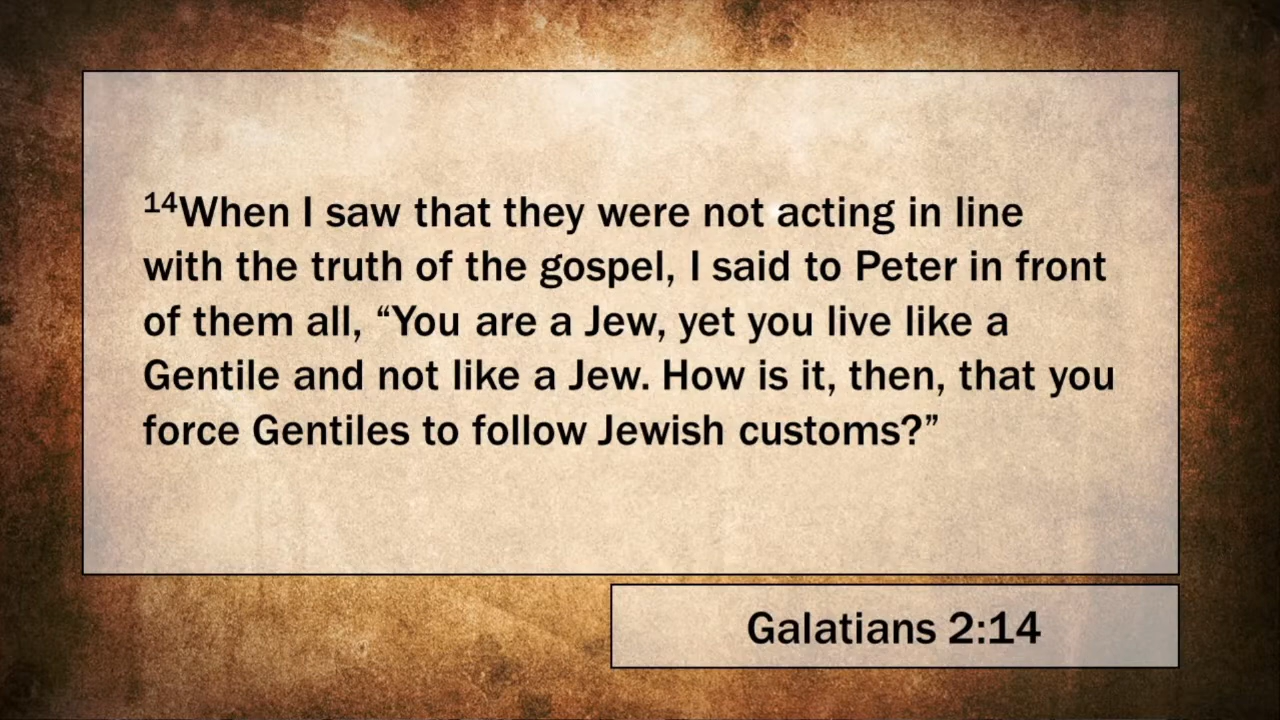 ¹⁴When I saw that they were not acting in line
with the truth of the gospel, I said to Peter in front
of them all, “You are a Jew, yet you live like a
Gentile and not like a Jew. How is it, then, that you
force Gentiles to follow Jewish customs?”
Galatians 2:14